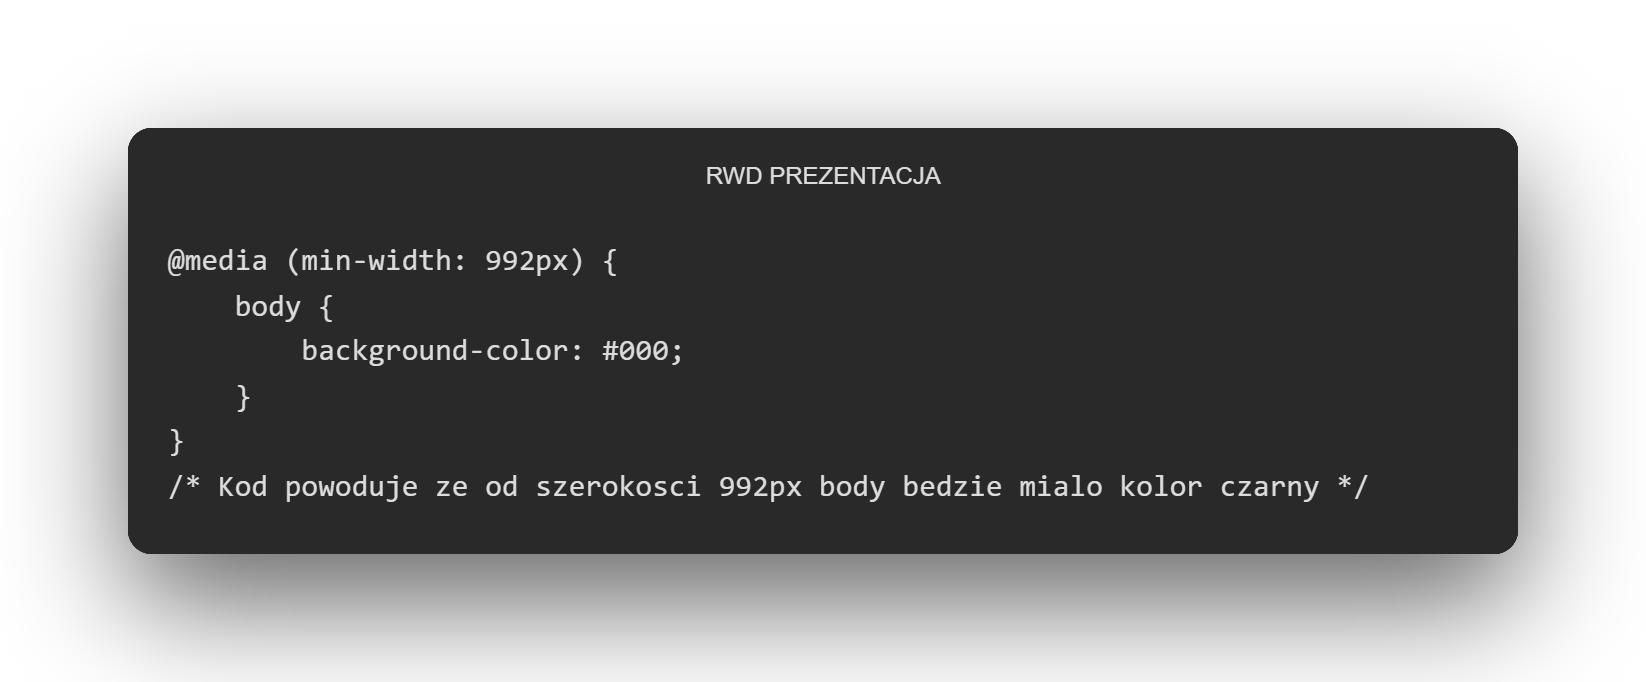 RWD PREZENTACJA
@media (min-width: 992px) {
    body {
        background-color: #000;
    }
}
/* Kod powoduje ze od szerokosci 992px body bedzie mialo kolor czarny */